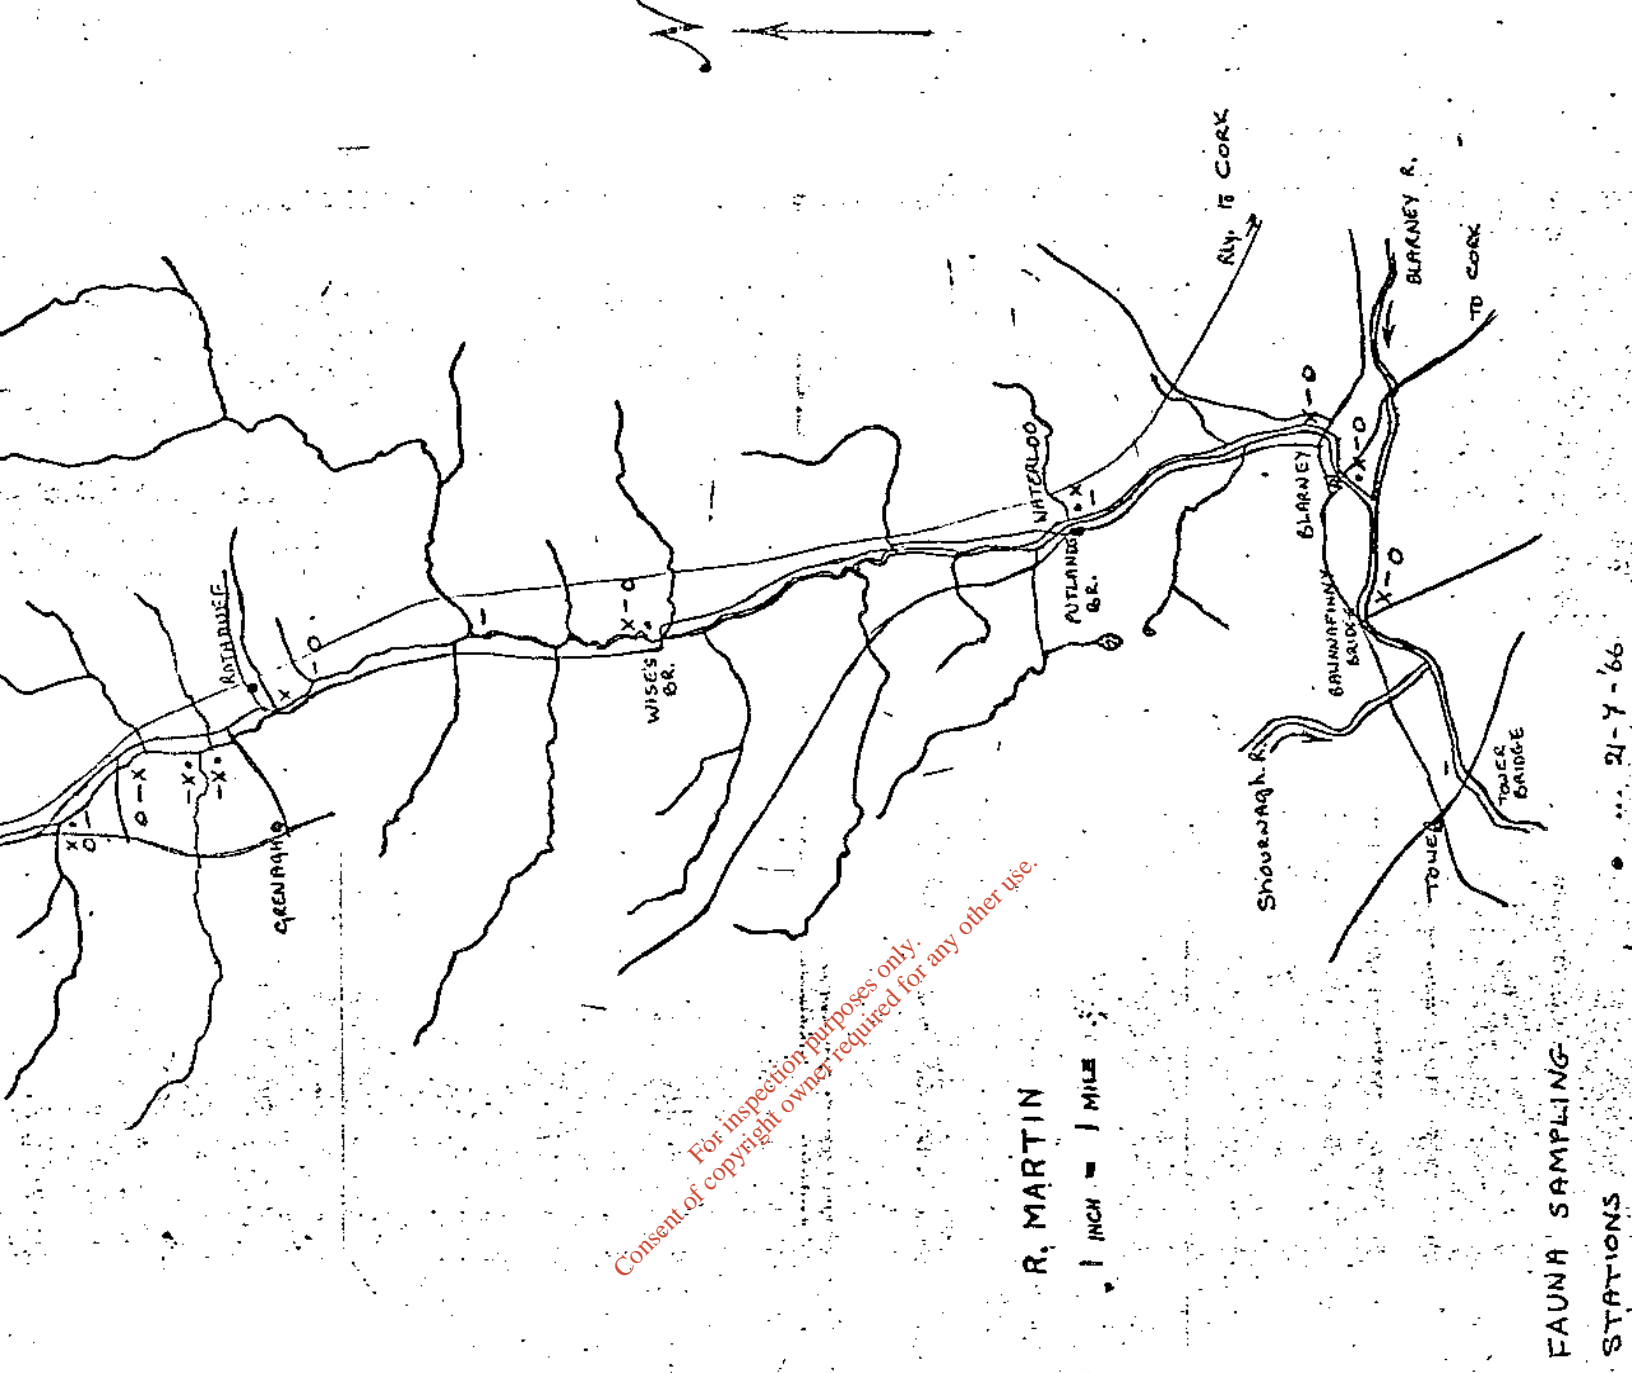 RATHDUFF
GRENAGH
WISE'S
BR.
WATERLOO
PUTLAND'S
BR.
Rly. to CORK
BLARNEY R.
TO CORK
BLARNEY
BAWNNAFINNY
BRIDGE
Shournagh. R.
TOWER
BRIDGE
TOWER
R. MARTIN
1 INCH = 1 MILE
FAUNA SAMPLING
STATIONS
• ... 21-7-'66
For inspection purposes only.
Consent of copyright owner required for any other use.